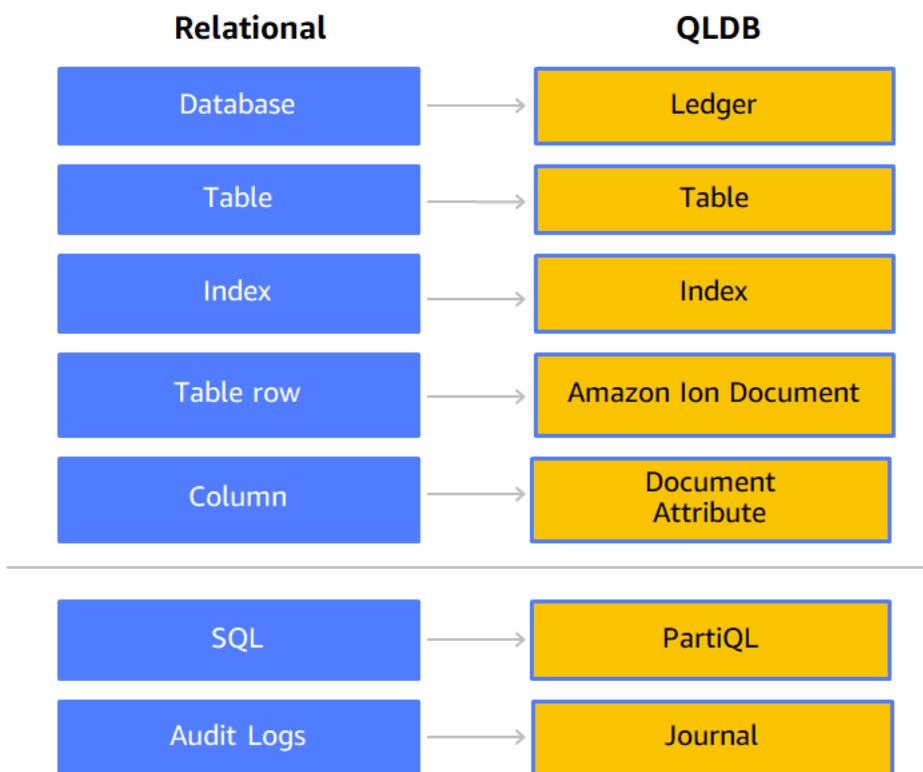 Relational QLDB
Database Ledger
Table Table
Index Index
Table row Amazon Ion Document
Column Document
Attribute
SQL PartiQL
Audit Logs Journal